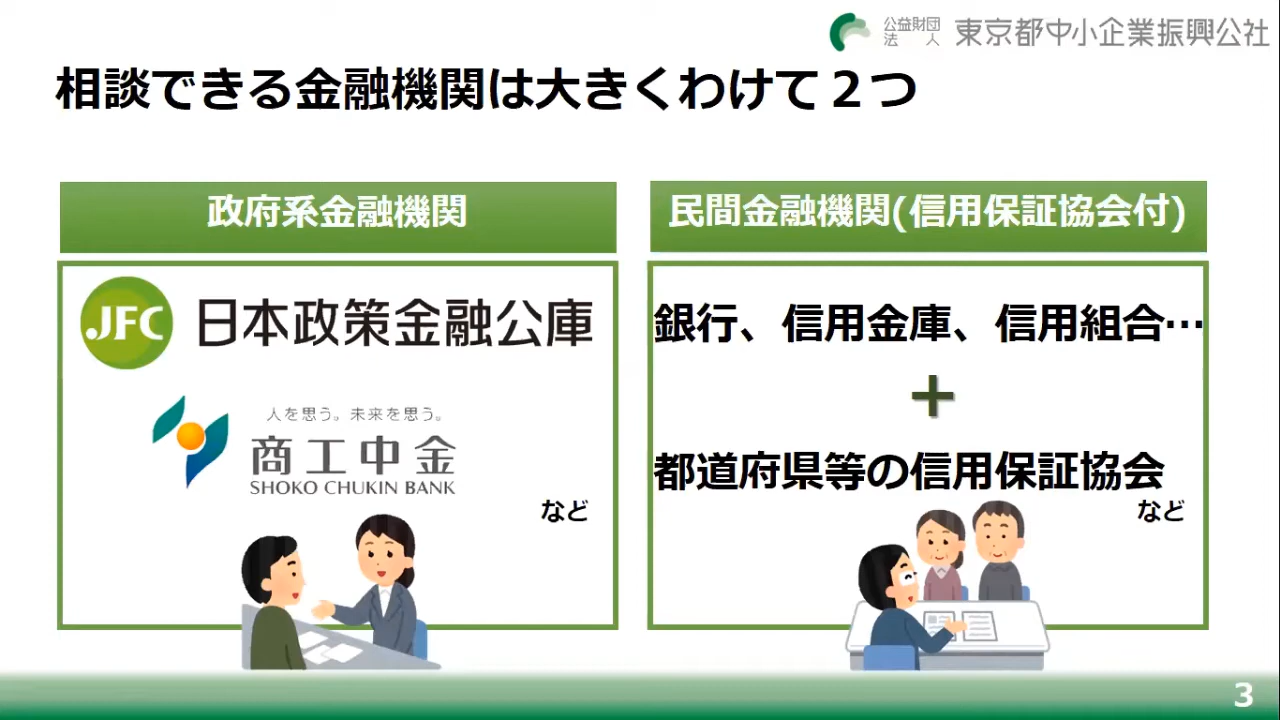 公益財団
法 人
東京都中小企業振興公社
相談できる金融機関は大きくわけて２つ
政府系金融機関
JFC 日本政策金融公庫
人を思う。未来を思う。
商工中金
SHOKO CHUKIN BANK
など
民間金融機関(信用保証協会付)
銀行、信用金庫、信用組合…
＋
都道府県等の信用保証協会
など
3